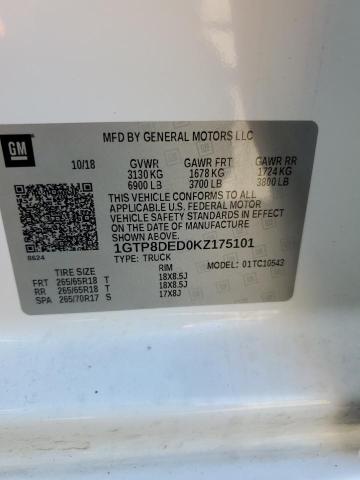 GM
MFD BY GENERAL MOTORS LLC
10/18 GVWR GAWR FRT GAWR RR
3130 KG 1678 KG 1724 KG
6900 LB 3700 LB 3800 LB
THIS VEHICLE CONFORMS TO ALL
APPLICABLE U.S. FEDERAL MOTOR
VEHICLE SAFETY STANDARDS IN
EFFECT ON THE DATE OF
MANUFACTURE SHOWN ABOVE.
1GTP8DED0KZ175101
8624 TYPE: TRUCK MODEL: 01TC10543
TIRE SIZE RIM
FRT 265/65R18 T 18X8.5J
RR 265/65R18 T 18X8.5J
SPA 265/70R17 S 17X8J